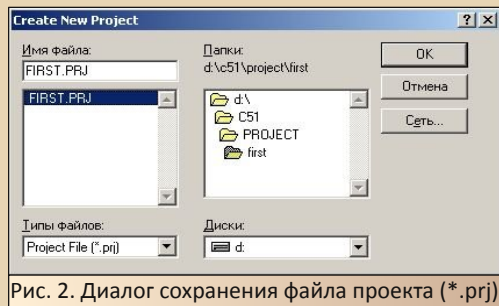 Create New Project
Имя файла:
FIRST.PRJ
FIRST.PRJ
Типы файлов:
Project File (*.prj)
Папки:
d:\c51\project\first
d:\
C51
PROJECT
first
Диски:
d:
OK
Отмена
Сеть...
Рис. 2. Диалог сохранения файла проекта (*.prj)